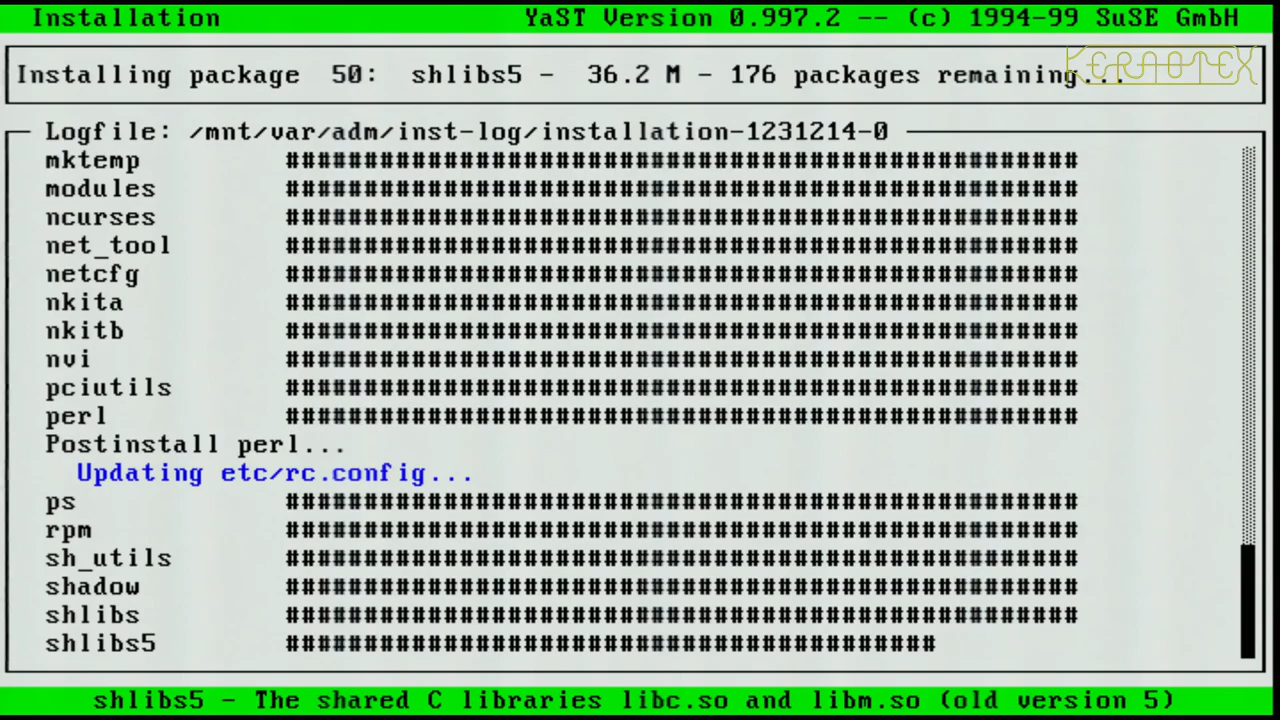 Installation YaST Version 0.997.2 -- (c) 1994-99 SuSE GmbH
KERNOTEX
Installing package 50: shlibs5 - 36.2 M - 176 packages remaining...
Logfile: /mnt/var/adm/inst-log/installation-1231214-0
mktemp ##################################################
modules ##################################################
ncurses ##################################################
net_tool ##################################################
netcfg ##################################################
nkita ##################################################
nkitb ##################################################
nvi ##################################################
pciutils ##################################################
perl ##################################################
Postinstall perl...
Updating etc/rc.config...
ps ##################################################
rpm ##################################################
sh_utils ##################################################
shadow ##################################################
shlibs ##################################################
shlibs5 #########################################
shlibs5 - The shared C libraries libc.so and libm.so (old version 5)